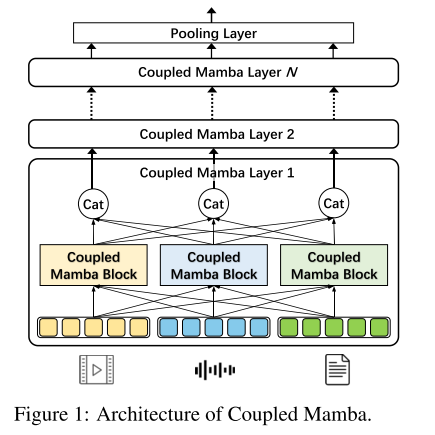 Pooling Layer
Coupled Mamba Layer N
Coupled Mamba Layer 2
Coupled Mamba Layer 1
Cat
Cat
Cat
Coupled
Mamba Block
Coupled
Mamba Block
Coupled
Mamba Block
Figure 1: Architecture of Coupled Mamba.